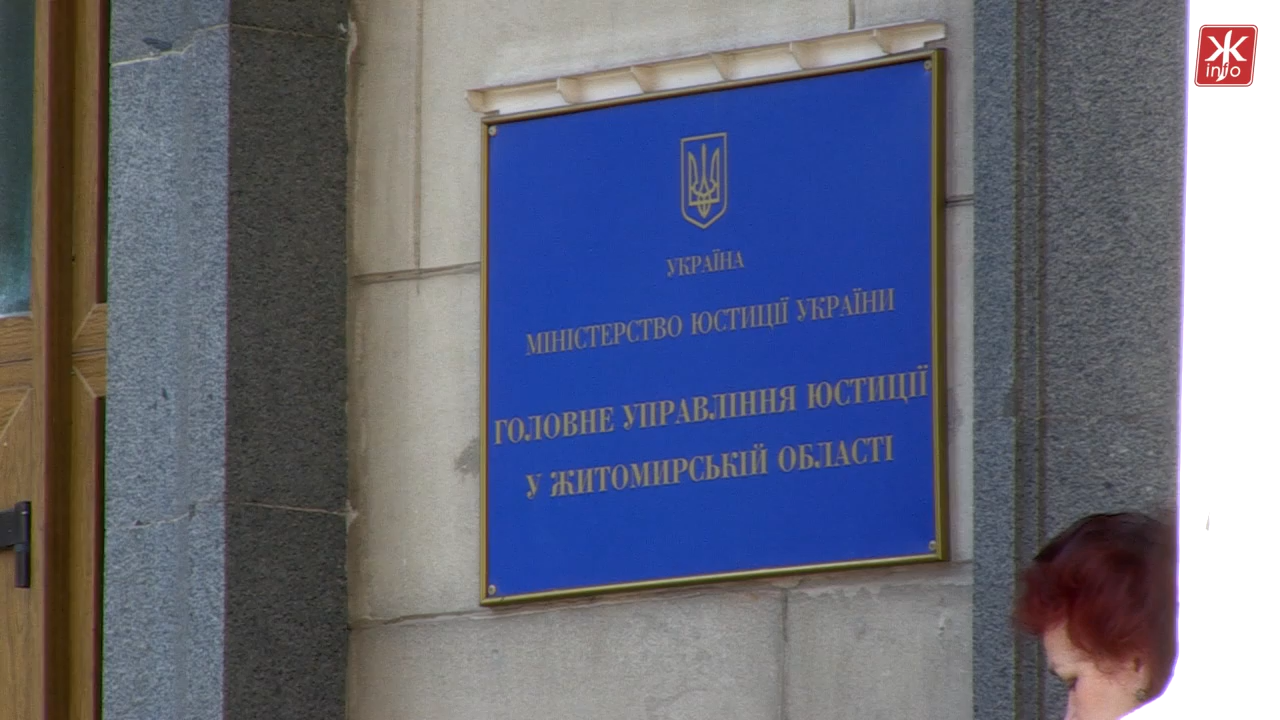 Ж
info
УКРАЇНА
МІНІСТЕРСТВО ЮСТИЦІЇ УКРАЇНИ
ГОЛОВНЕ УПРАВЛІННЯ ЮСТИЦІЇ
У ЖИТОМИРСЬКІЙ ОБЛАСТІ